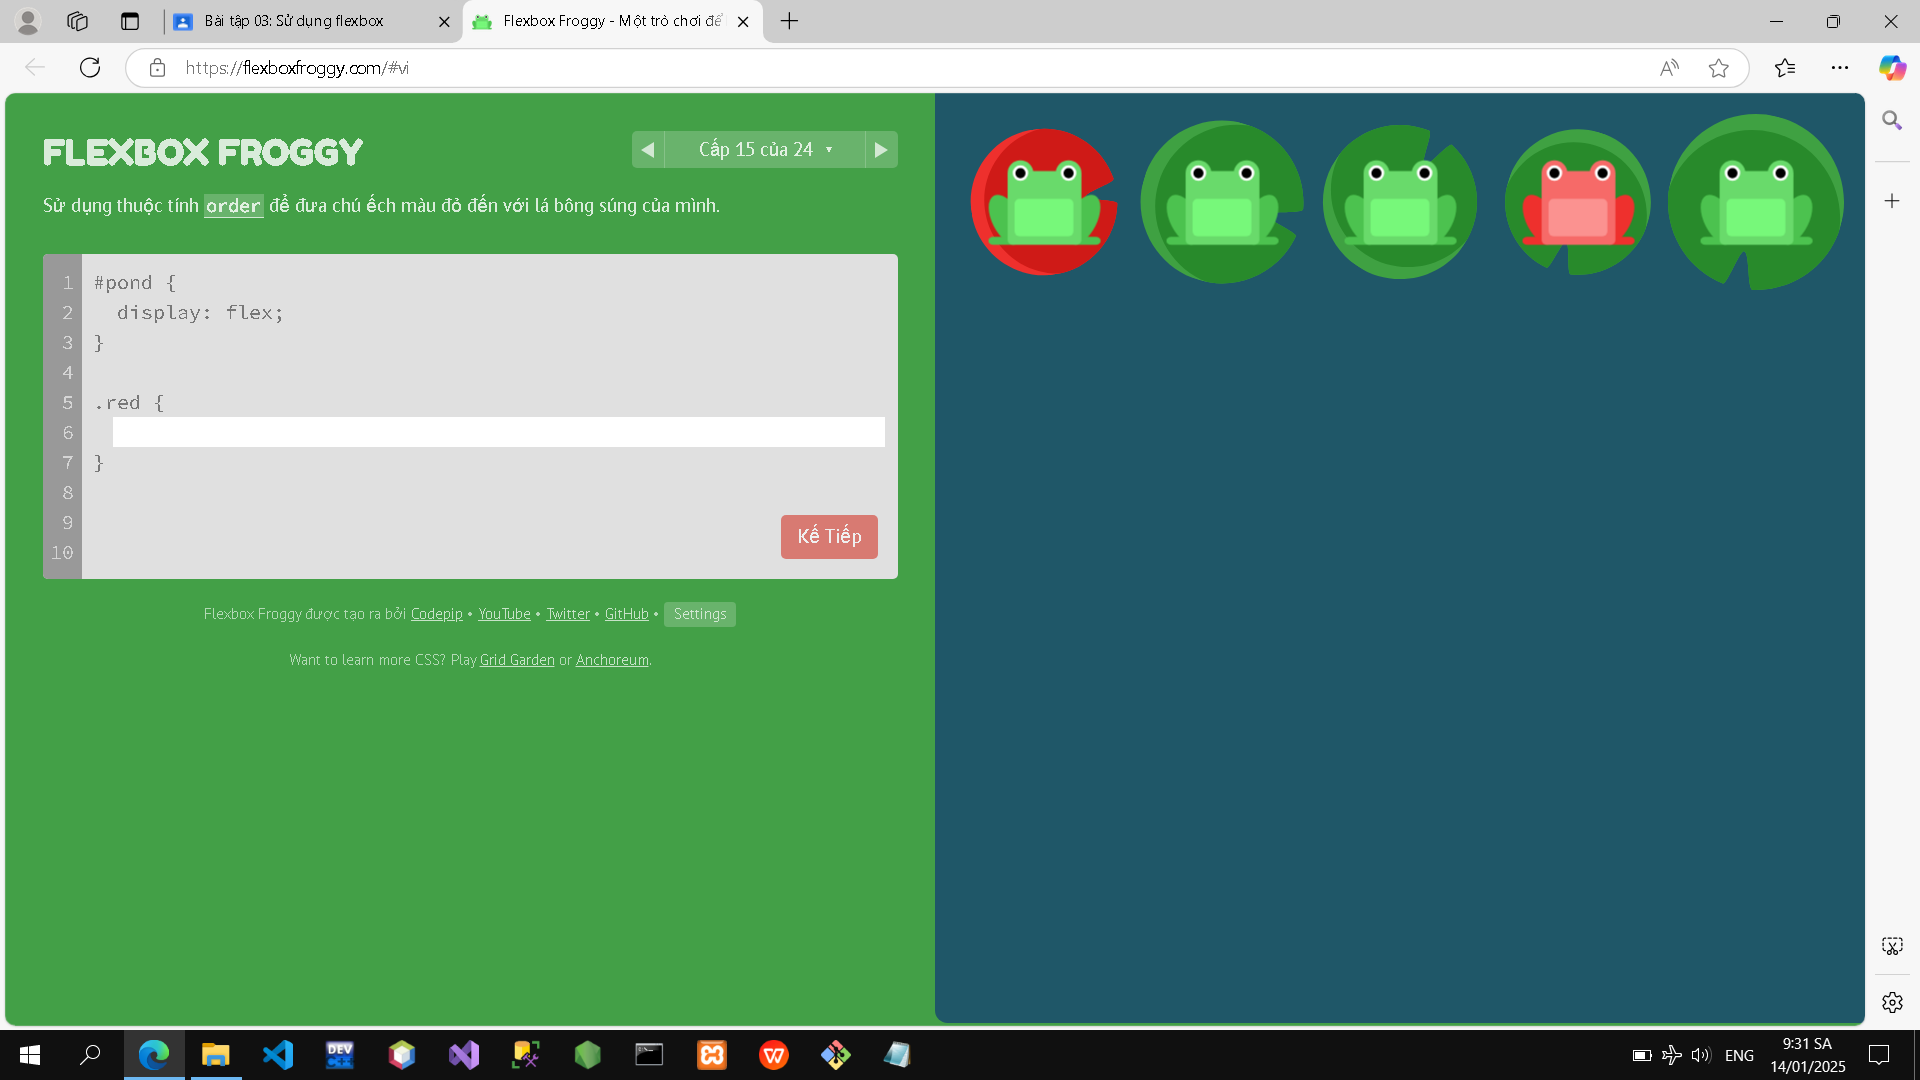 Bài tập 03: Sử dụng flexbox
Flexbox Froggy - Một trò chơi để
https://flexboxfroggy.com/#vi
FLEXBOX FROGGY
Cấp 15 của 24 ▾
Sử dụng thuộc tính order để đưa chú ếch màu đỏ đến với lá bông súng của mình.
1 #pond {
2 display: flex;
3 }
4
5 .red {
6
7 }
8
9
10
Kế Tiếp
Flexbox Froggy được tạo ra bởi Codepip • YouTube • Twitter • GitHub • Settings
Want to learn more CSS? Play Grid Garden or Anchoreum.
DEV C++
ENG
9:31 SA
14/01/2025